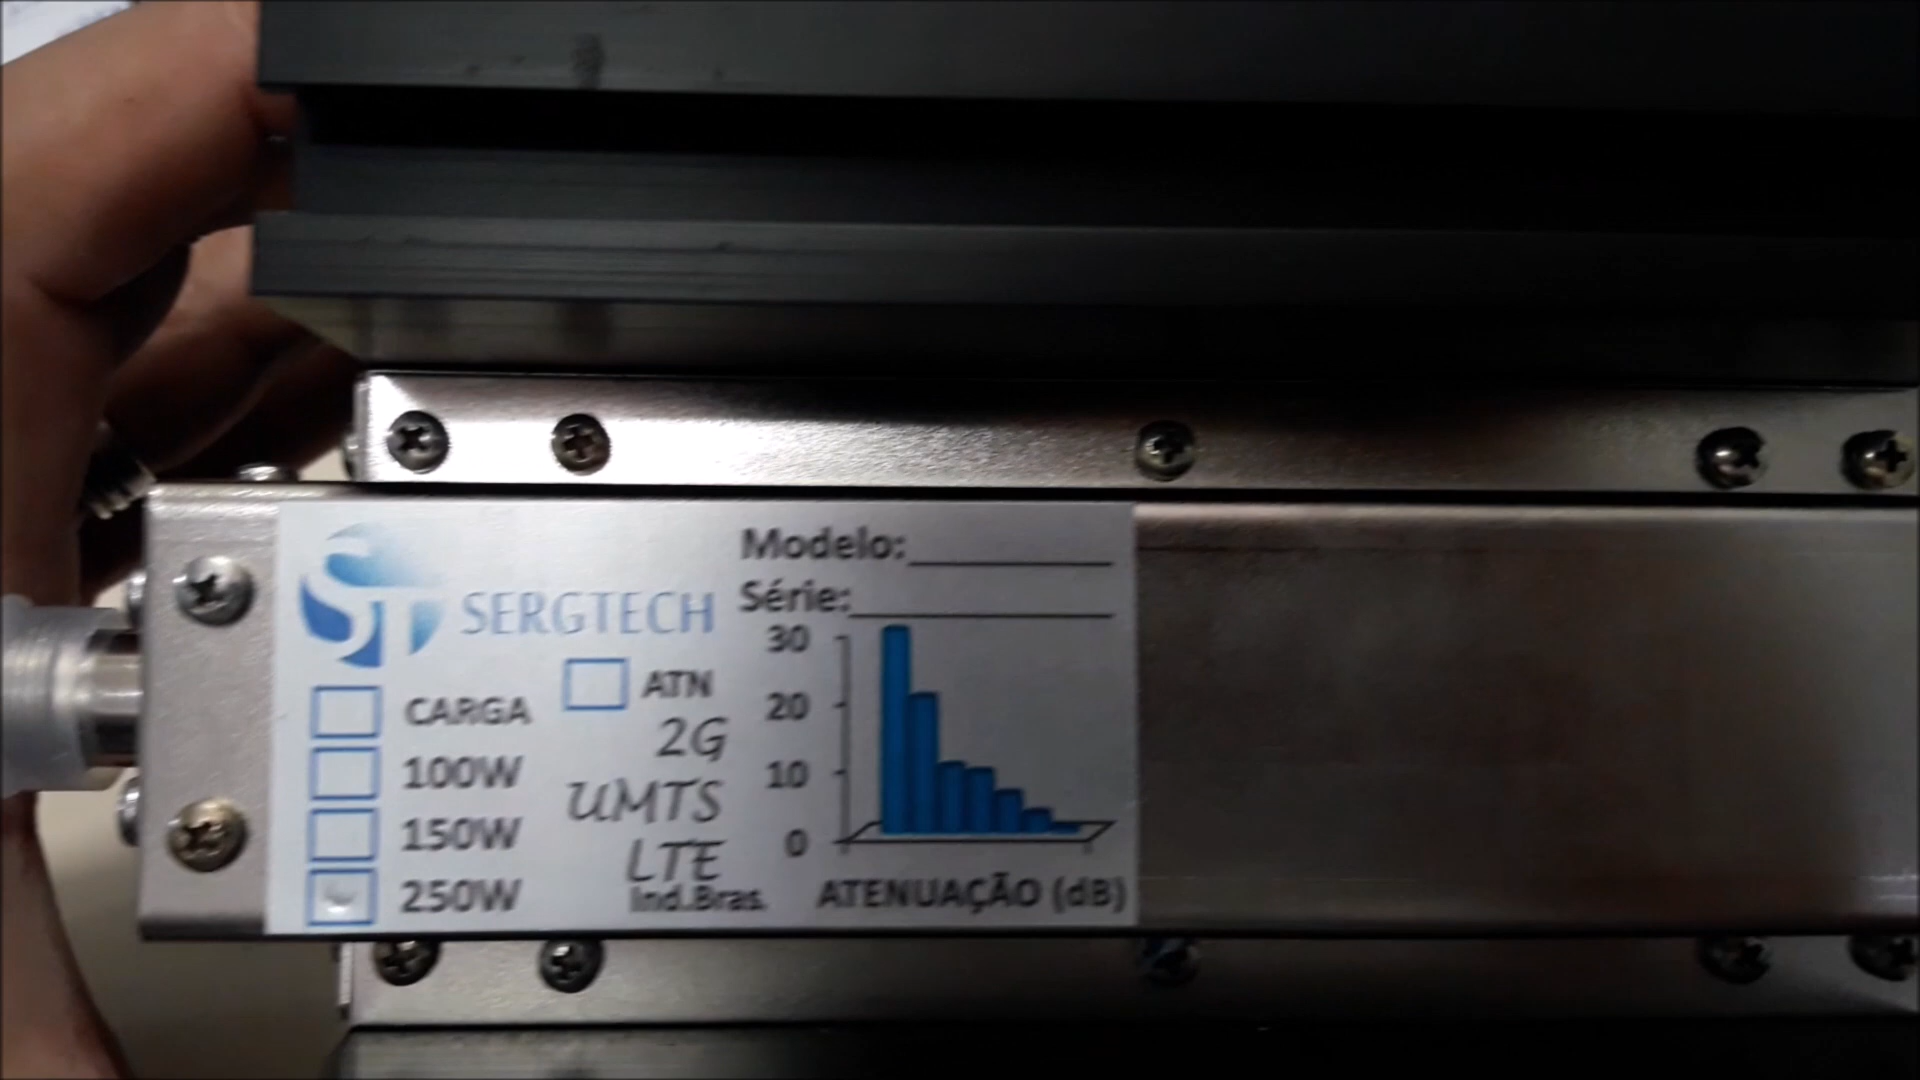 ST SERGTECH
Modelo:
Série:
CARGA
100W
150W
250W
ATN
2G
UMTS
LTE
Ind.Bras.
30
20
10
0
ATENUAÇÃO (dB)